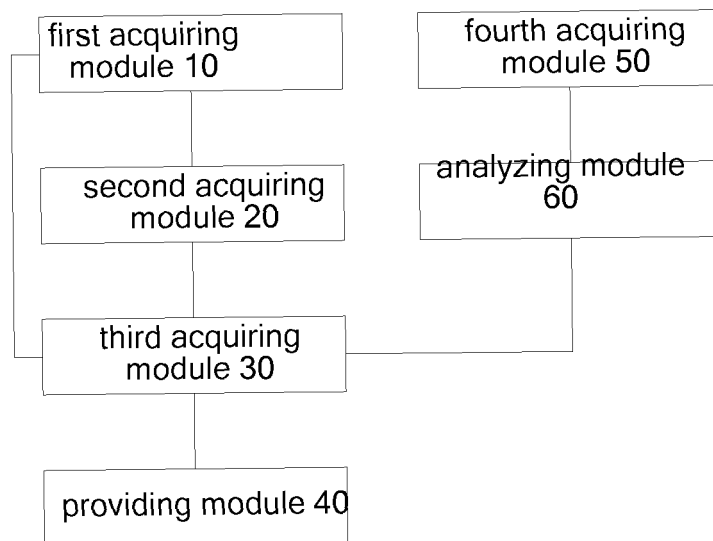 first acquiring
module 10
second acquiring
module 20
third acquiring
module 30
providing module 40
fourth acquiring
module 50
analyzing module
60